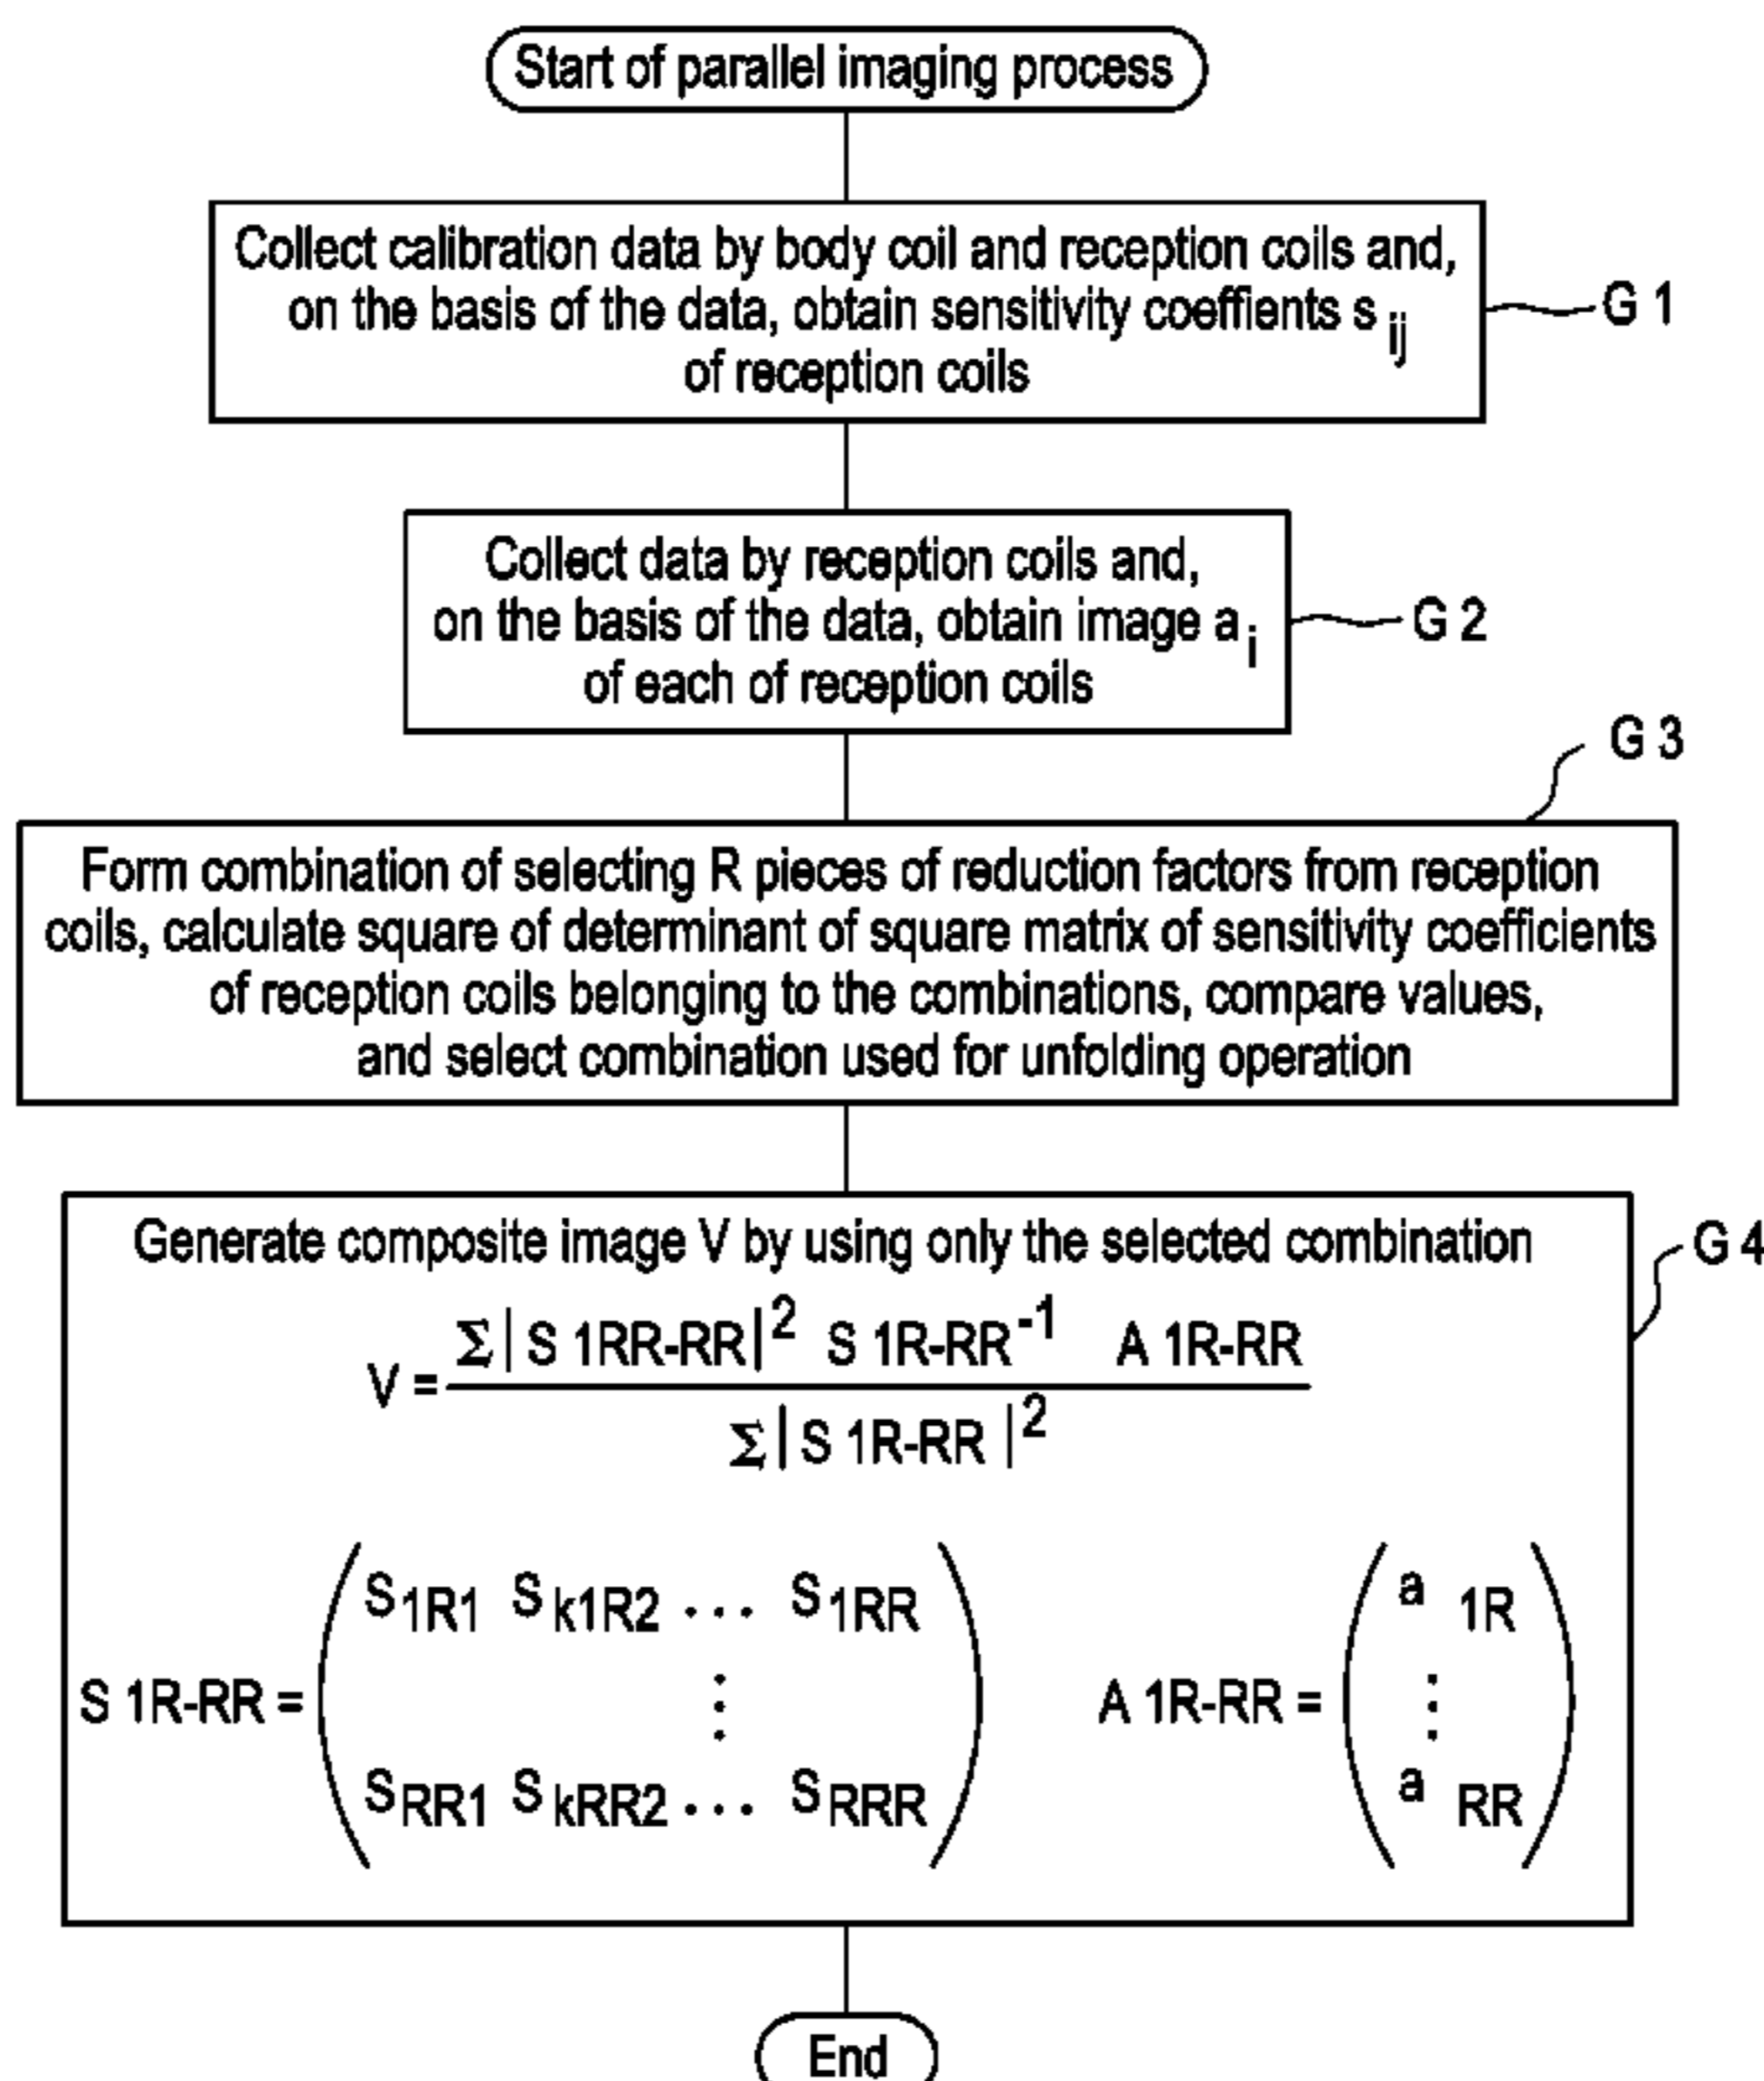 Start of parallel imaging process
Collect calibration data by body coil and reception coils and,
on the basis of the data, obtain sensitivity coeffients s ij
of reception coils
G 1
Collect data by reception coils and,
on the basis of the data, obtain image a i
of each of reception coils
G 2
G 3
Form combination of selecting R pieces of reduction factors from reception
coils, calculate square of determinant of square matrix of sensitivity coefficients
of reception coils belonging to the combinations, compare values,
and select combination used for unfolding operation
Generate composite image V by using only the selected combination
G 4
Σ | S 1RR-RR| 2 S 1R-RR -1 A 1R-RR
V =
Σ | S 1R-RR | 2
S 1R1 S k1R2 ... S 1RR
a 1R
S 1R-RR = ⋮
A 1R-RR = ⋮
S RR1 S kRR2 ... S RRR
a RR
End